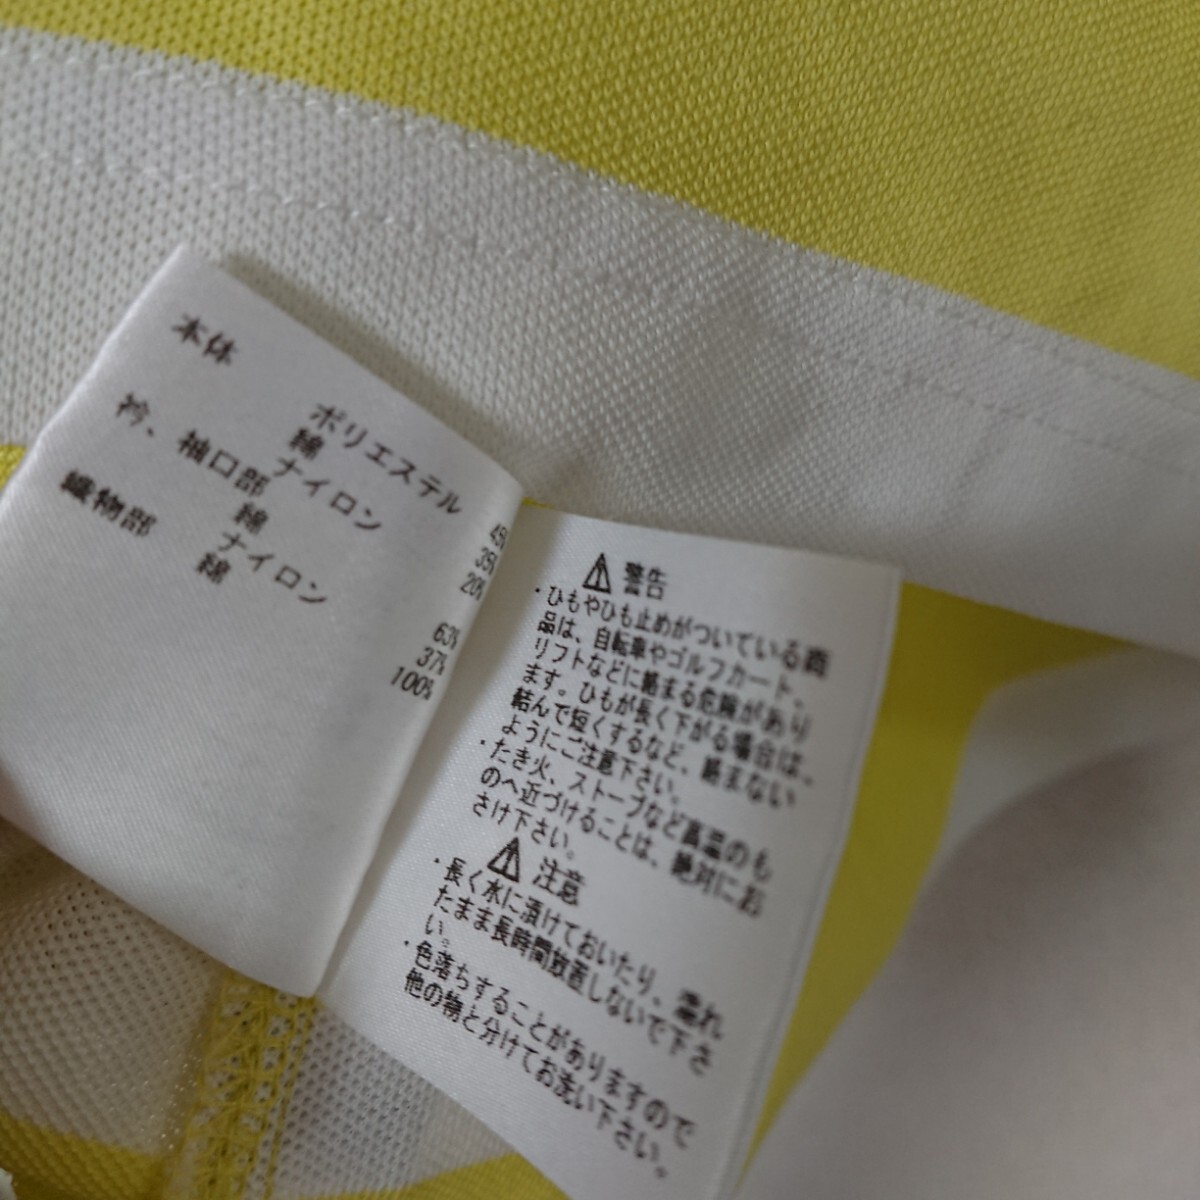 本体
ポリエステル 45%
綿 35%
ナイロン 20%
衿、袖口部
綿 63%
ナイロン 37%
織物部 綿 100%
警告
・ひもやひも止めがついている商
品は、自転車やゴルフカート、
リフトなどに絡まる危険があり
ます。ひもが長く下がる場合は、
結んで短くするなど、絡まない
ようにご注意下さい。
・たき火、ストーブなど高温のも
のへ近づけることは、絶対にお
さけ下さい。
注意
・長く水に漬けておいたり、濡れ
たまま長時間放置しないで下さ
い。
・色落ちすることがありますので
他の物と分けてお洗い下さい。